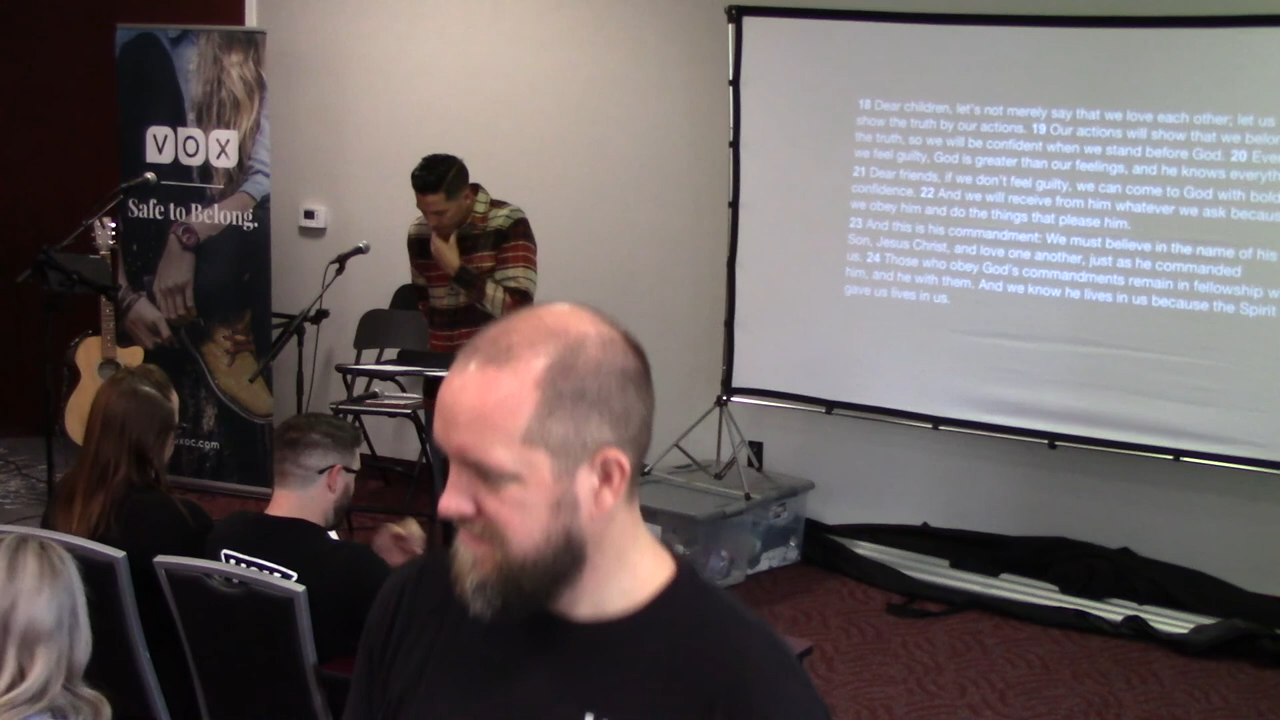 VOX
Safe to Belong.
oxoc.com
18 Dear children, let's not merely say that we love each other; let us
show the truth by our actions. 19 Our actions will show that we belon
the truth, so we will be confident when we stand before God. 20 Eve
we feel guilty, God is greater than our feelings, and he knows everyth
21 Dear friends, if we don't feel guilty, we can come to God with bold
confidence. 22 And we will receive from him whatever we ask becaus
we obey him and do the things that please him.
23 And this is his commandment: We must believe in the name of his
Son, Jesus Christ, and love one another, just as he commanded
us. 24 Those who obey God's commandments remain in fellowship w
him, and he with them. And we know he lives in us because the Spirit
gave us lives in us.